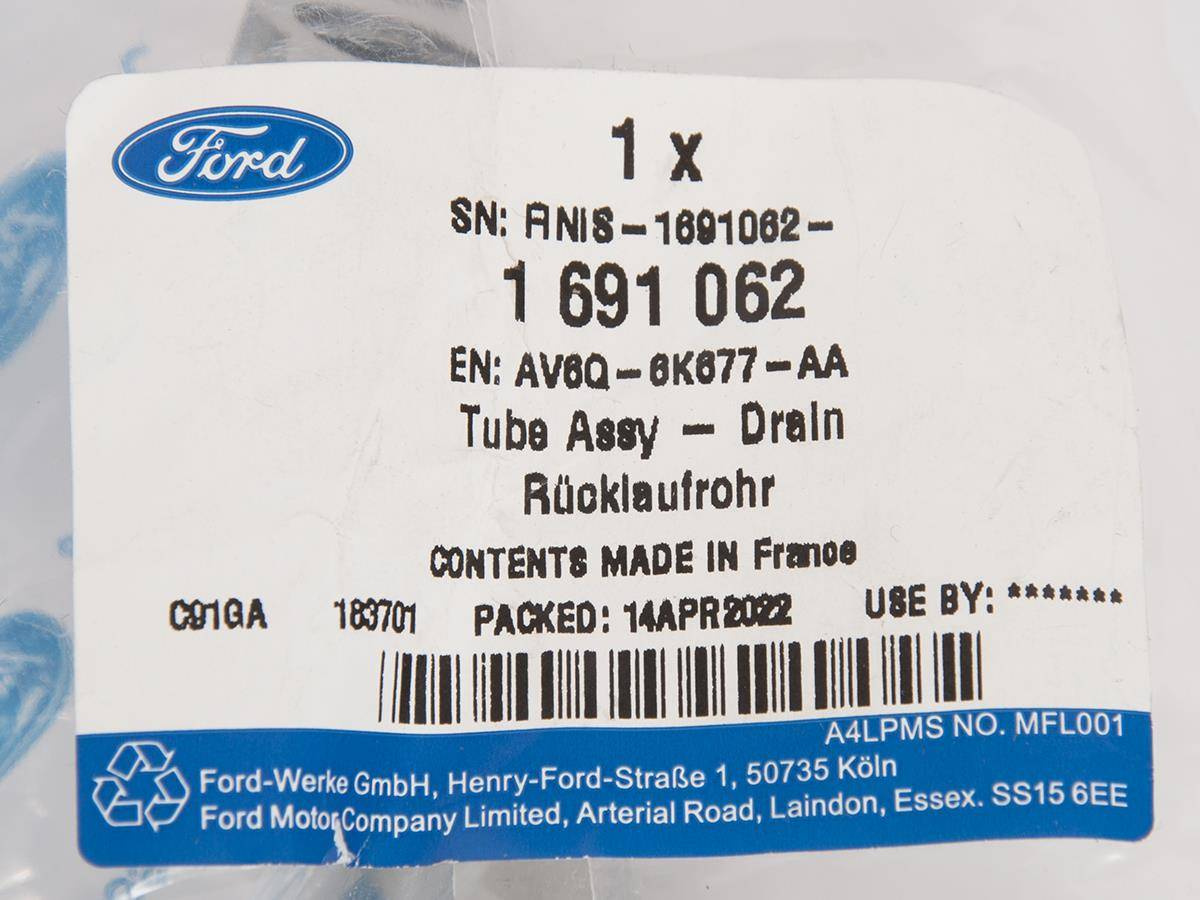 Ford
1 x
SN: FINIS-1691062-
1 691 062
EN: AV6Q-6K677-AA
Tube Assy - Drain
Rücklaufrohr
CONTENTS MADE IN France
C91GA 183701 PACKED: 14APR2022 USE BY: *******
A4LPMS NO. MFL001
Ford-Werke GmbH, Henry-Ford-Straße 1, 50735 Köln
Ford Motor Company Limited, Arterial Road, Laindon, Essex. SS15 6EE